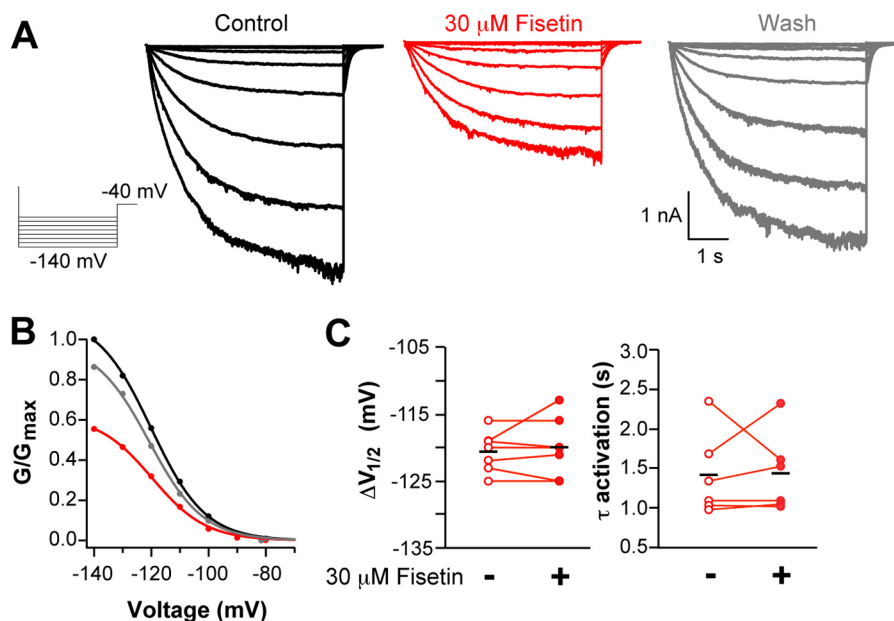 A
Control
30 μM Fisetin
Wash
-40 mV
-140 mV
1 nA
1 s
B
G/Gmax
1.0
0.8
0.6
0.4
0.2
0.0
-140 -120 -100 -80
Voltage (mV)
C
ΔV1/2 (mV)
-105
-115
-125
-135
τ activation (s)
3.0
2.5
2.0
1.5
1.0
0.5
30 μM Fisetin - + - +